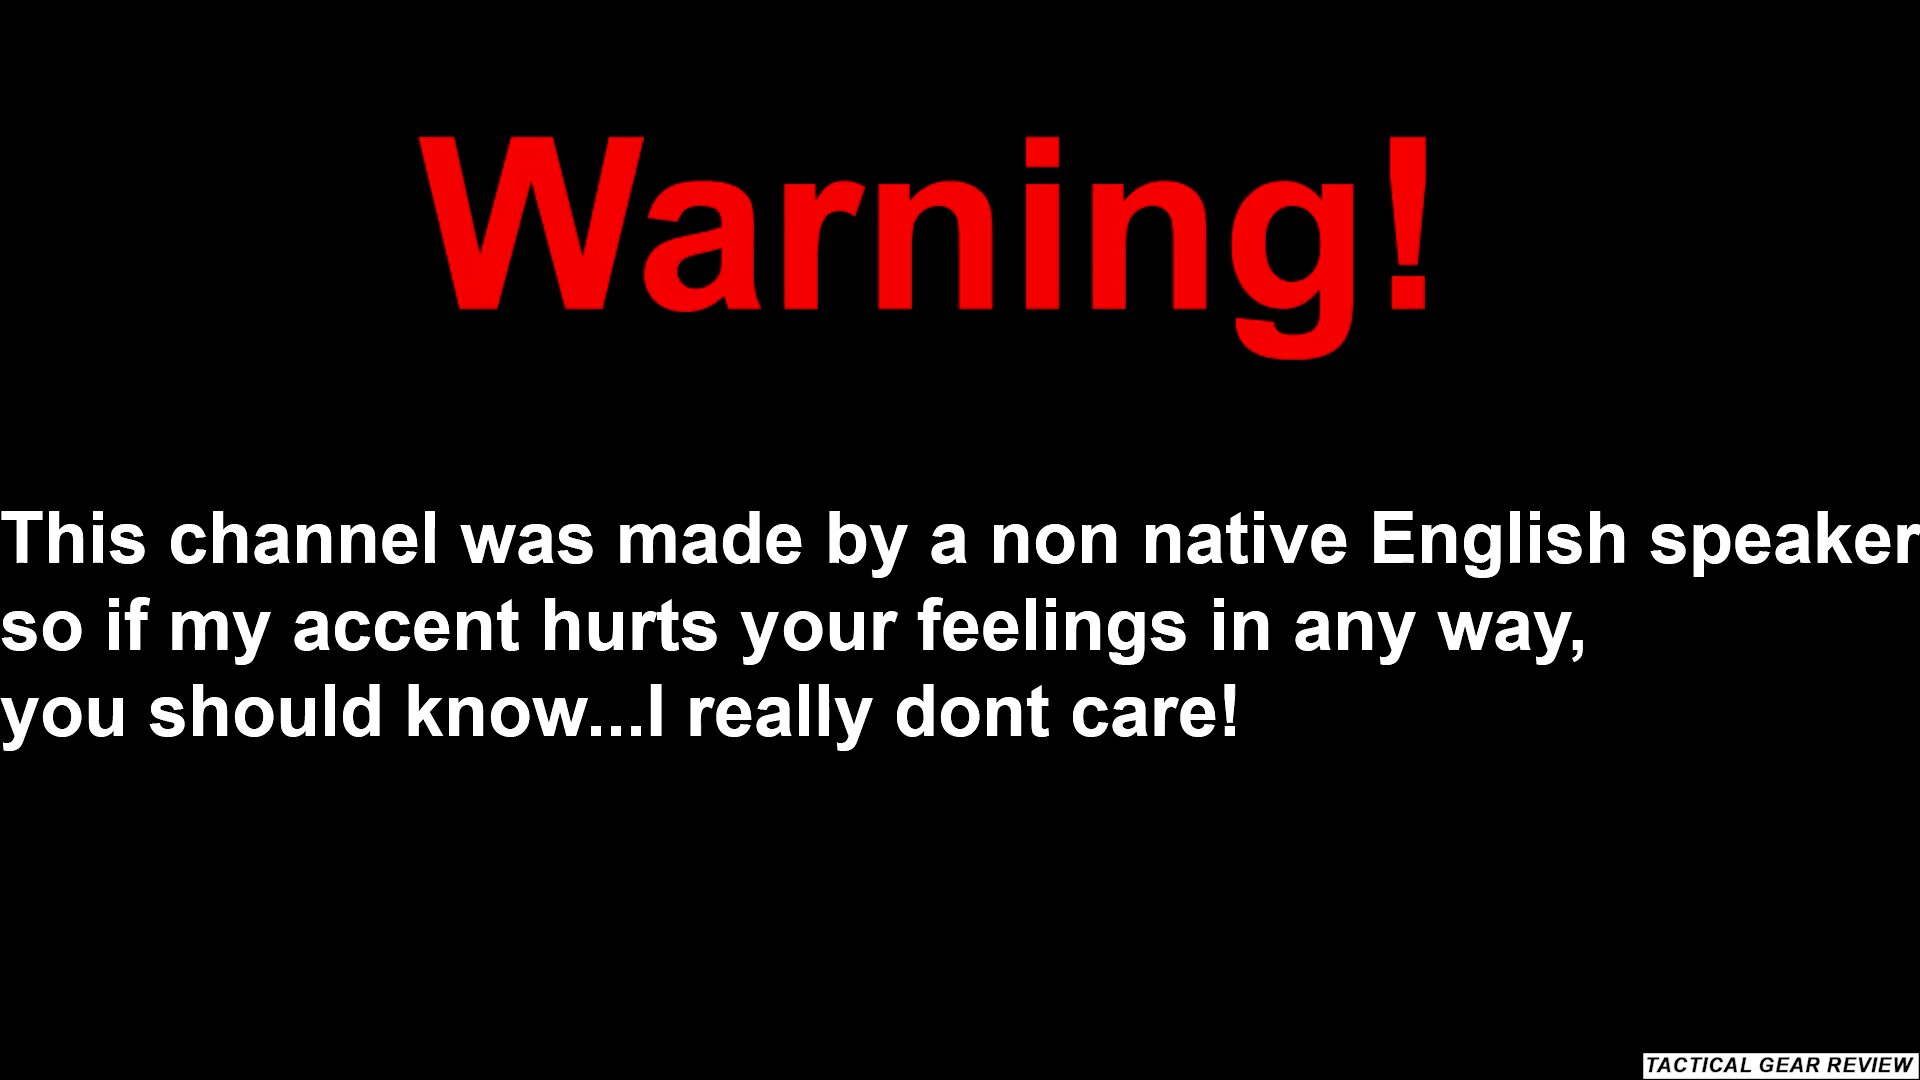 Warning!
This channel was made by a non native English speaker
so if my accent hurts your feelings in any way,
you should know...I really dont care!
TACTICAL GEAR REVIEW